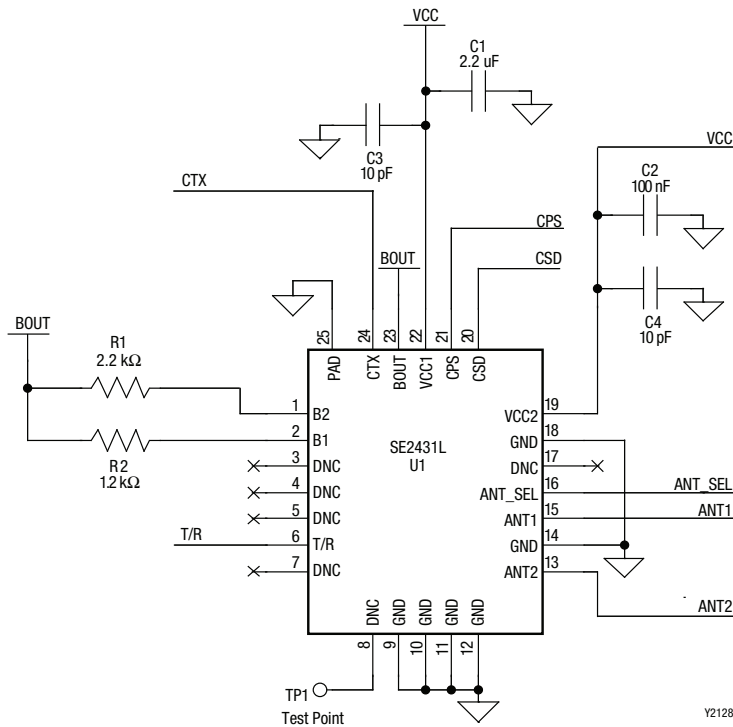 VCC
C1
2.2 uF
C3
10 pF
VCC
C2
100 nF
CTX
CPS
BOUT
CSD
C4
10 pF
BOUT
R1
2.2 kΩ
25
24
23
22
21
20
PAD
CTX
BOUT
VCC1
CPS
CSD
1
B2
VCC2
19
2
B1
GND
18
R2
1.2 kΩ
SE2431L
U1
3
DNC
DNC
17
4
DNC
ANT_SEL
16
ANT_SEL
5
DNC
ANT1
15
ANT1
T/R
6
T/R
GND
14
7
DNC
ANT2
13
ANT2
DNC
GND
GND
GND
GND
8
9
10
11
12
TP1
Test Point
Y2128